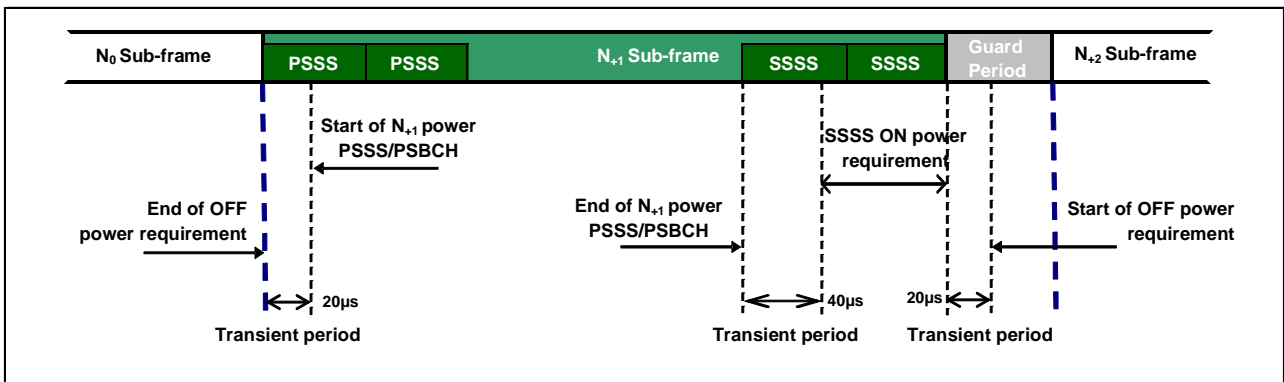 N₀ Sub-frame
PSSS
PSSS
N₊₁ Sub-frame
SSSS
SSSS
Guard
Period
N₊₂ Sub-frame
Start of N₊₁ power
PSSS/PSBCH
SSSS ON power
requirement
End of OFF
power requirement
End of N₊₁ power
PSSS/PSBCH
Start of OFF power
requirement
20µs
40µs
20µs
Transient period
Transient period
Transient period